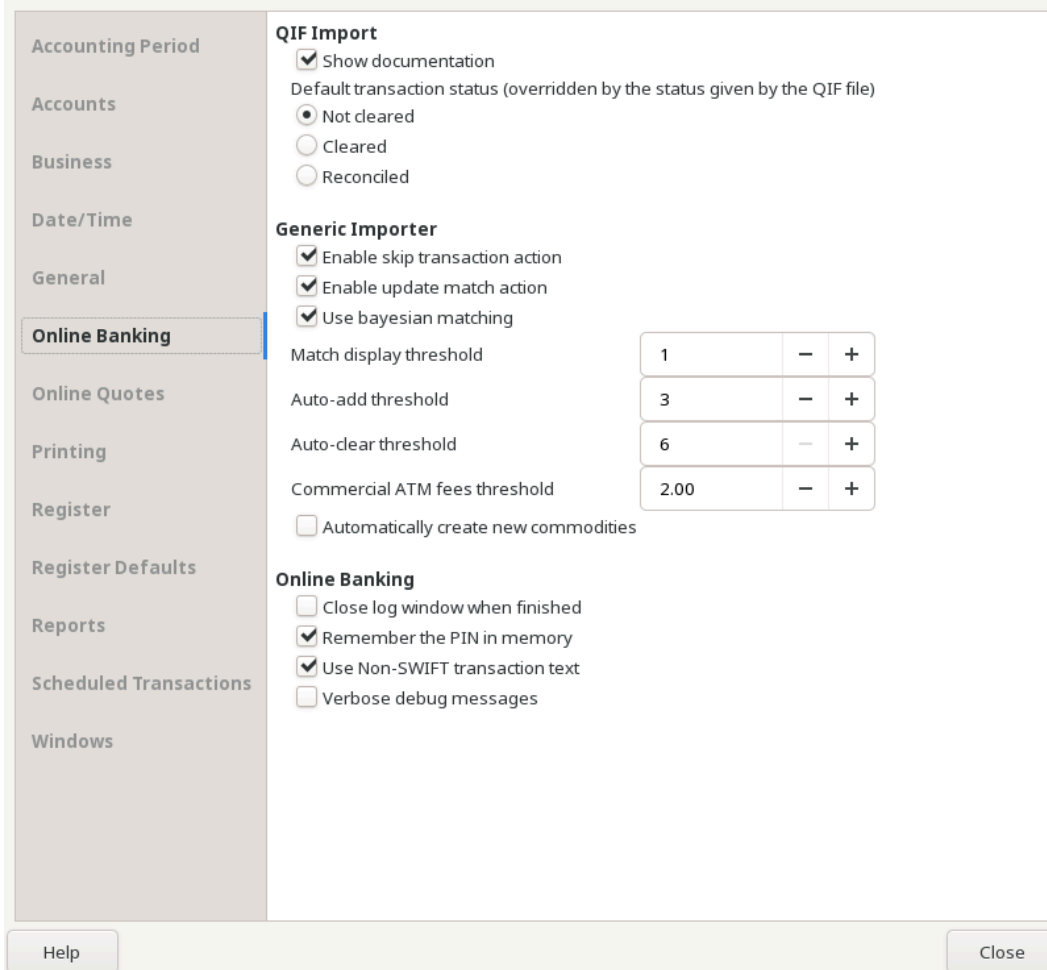 Accounting Period
Accounts
Business
Date/Time
General
Online Banking
Online Quotes
Printing
Register
Register Defaults
Reports
Scheduled Transactions
Windows
QIF Import
Show documentation
Default transaction status (overridden by the status given by the QIF file)
Not cleared
Cleared
Reconciled
Generic Importer
Enable skip transaction action
Enable update match action
Use bayesian matching
Match display threshold 1 − +
Auto-add threshold 3 − +
Auto-clear threshold 6 − +
Commercial ATM fees threshold 2.00 − +
Automatically create new commodities
Online Banking
Close log window when finished
Remember the PIN in memory
Use Non-SWIFT transaction text
Verbose debug messages
Help Close